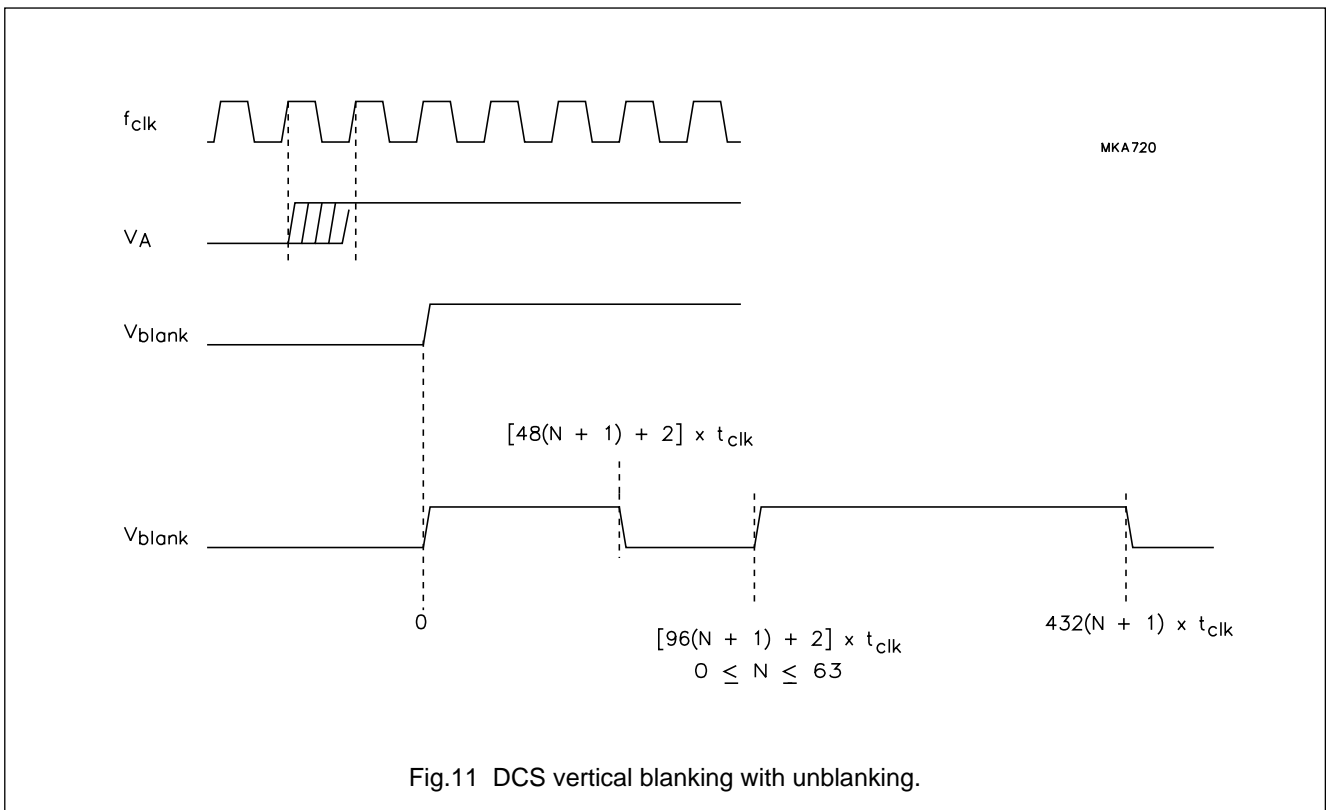 fclk
MKA720
VA
Vblank
[48(N + 1) + 2] x tclk
Vblank
0
[96(N + 1) + 2] x tclk
0 ≤ N ≤ 63
432(N + 1) x tclk
Fig.11 DCS vertical blanking with unblanking.